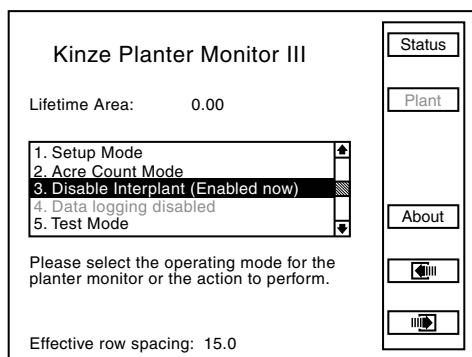 Kinze Planter Monitor III
Status
Lifetime Area: 0.00
Plant
1. Setup Mode
2. Acre Count Mode
3. Disable Interplant (Enabled now)
4. Data logging disabled
5. Test Mode
About
Please select the operating mode for the
planter monitor or the action to perform.
Effective row spacing: 15.0